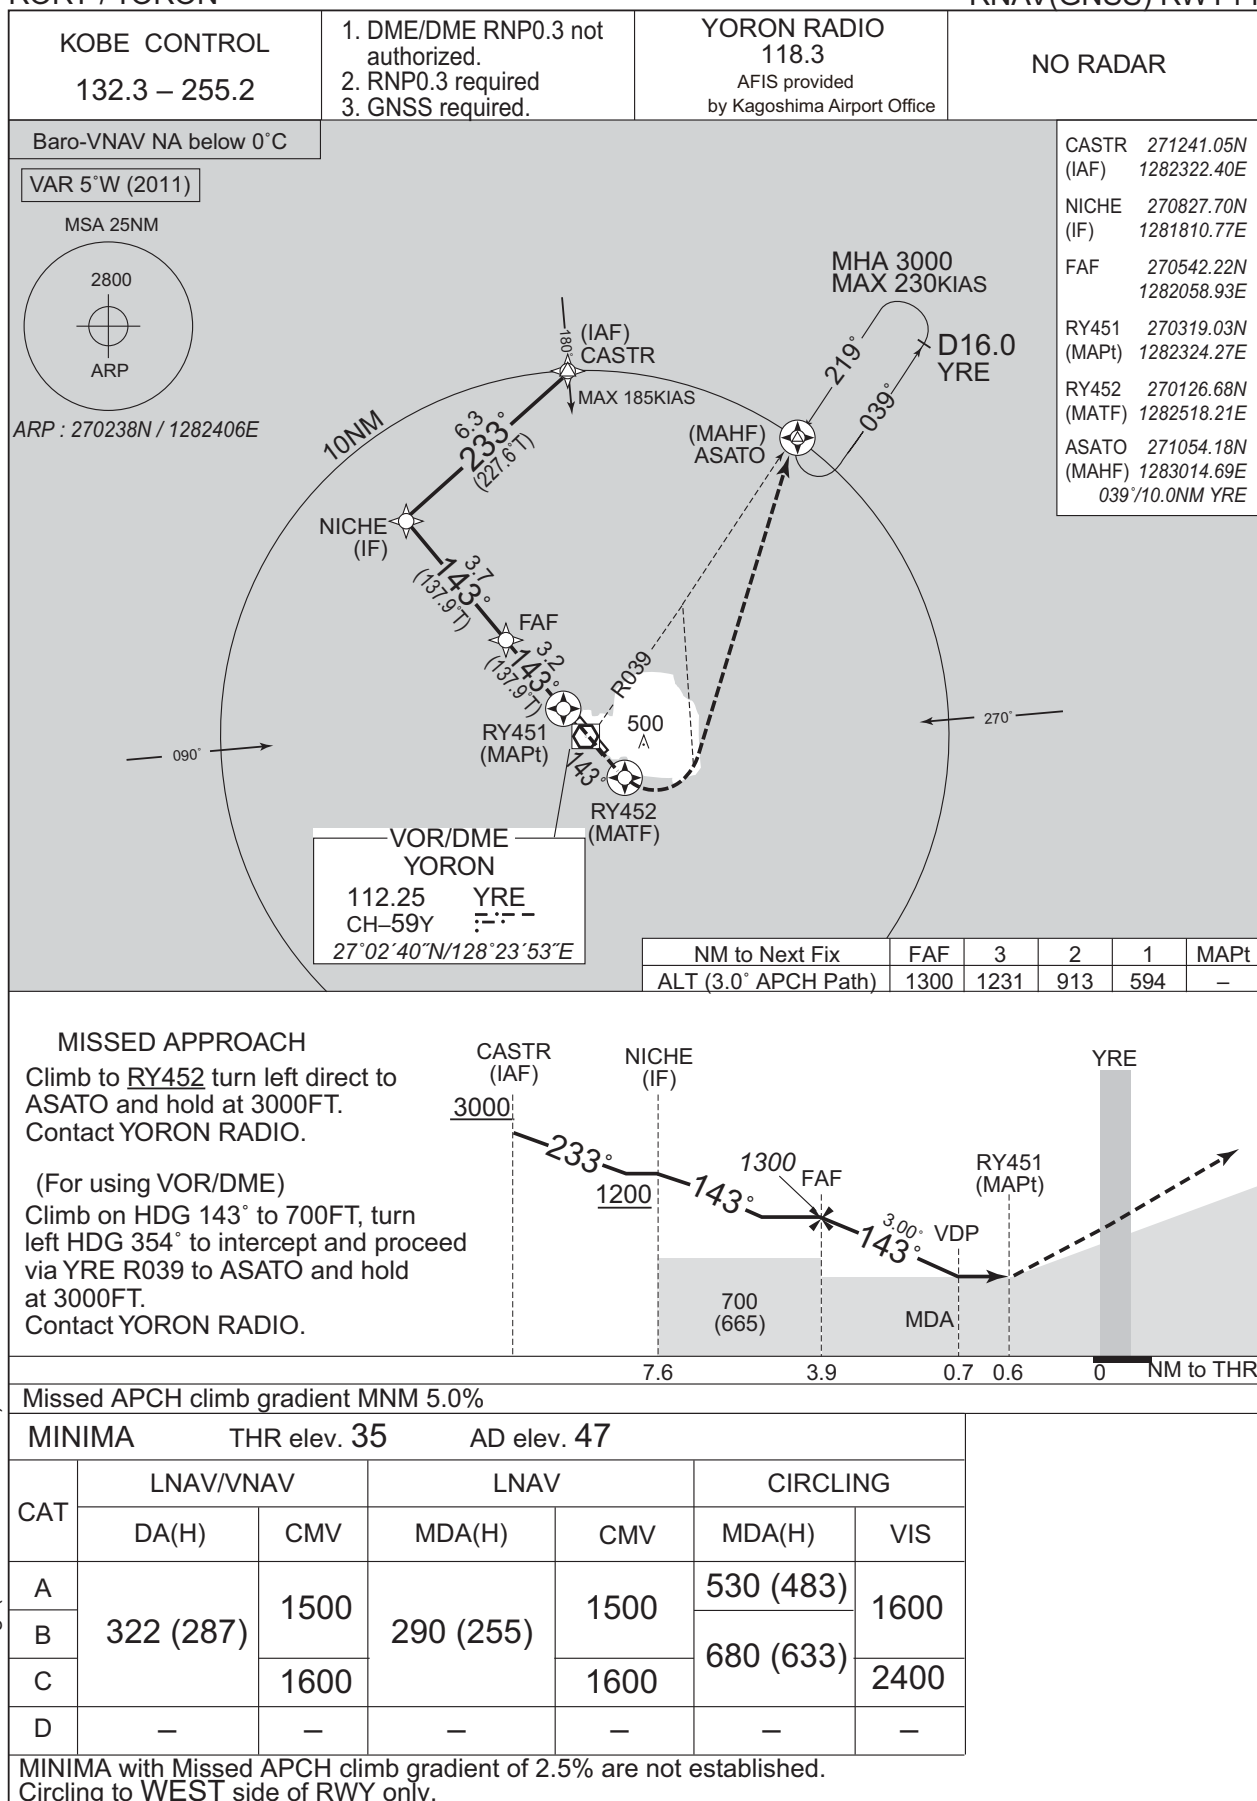 KOBE CONTROL
132.3 – 255.2
1. DME/DME RNP0.3 not
authorized.
2. RNP0.3 required
3. GNSS required.
YORON RADIO
118.3
AFIS provided
by Kagoshima Airport Office
NO RADAR
Baro-VNAV NA below 0˚C
VAR 5˚W (2011)
MSA 25NM
2800
ARP
ARP : 270238N / 1282406E
CASTR 271241.05N
(IAF) 1282322.40E
NICHE 270827.70N
(IF) 1281810.77E
FAF 270542.22N
1282058.93E
RY451 270319.03N
(MAPt) 1282324.27E
RY452 270126.68N
(MATF) 1282518.21E
ASATO 271054.18N
(MAHF) 1283014.69E
039˚/10.0NM YRE
MHA 3000
MAX 230KIAS
219˚
039˚
D16.0
YRE
180˚
(IAF)
CASTR
MAX 185KIAS
10NM
6.3
233˚
(227.6˚T)
(MAHF)
ASATO
NICHE
(IF)
3.7
143˚
(137.9˚T)
FAF
3.2
143˚
(137.9˚T)
R039
500
RY451
(MAPt)
143˚
090˚
270˚
RY452
(MATF)
VOR/DME
YORON
112.25 YRE
CH–59Y
27˚02´40˝N/128˚23´53˝E
NM to Next Fix FAF 3 2 1 MAPt
ALT (3.0˚ APCH Path) 1300 1231 913 594 –
MISSED APPROACH
Climb to RY452 turn left direct to
ASATO and hold at 3000FT.
Contact YORON RADIO.
(For using VOR/DME)
Climb on HDG 143˚ to 700FT, turn
left HDG 354˚ to intercept and proceed
via YRE R039 to ASATO and hold
at 3000FT.
Contact YORON RADIO.
CASTR
(IAF)
3000
233˚
NICHE
(IF)
1200
143˚
1300
FAF
3.00˚
143˚
VDP
RY451
(MAPt)
YRE
700
(665)
MDA
7.6 3.9 0.7 0.6 0 NM to THR
Missed APCH climb gradient MNM 5.0%
MINIMA THR elev. 35 AD elev. 47
CAT LNAV/VNAV LNAV CIRCLING
DA(H) CMV MDA(H) CMV MDA(H) VIS
A 322 (287) 1500 290 (255) 1500 530 (483) 1600
B 680 (633)
C 1600 1600 2400
D – – – – – –
MINIMA with Missed APCH climb gradient of 2.5% are not established.
Circling to WEST side of RWY only.